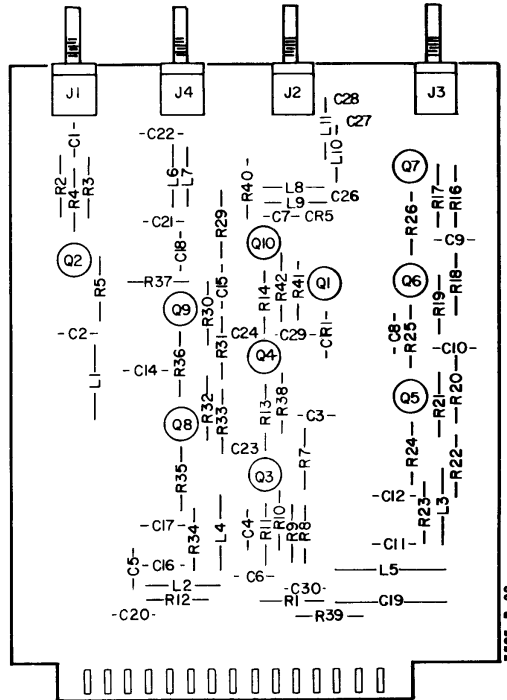 J1 J4 J2 J3
C28
C27
L11
L10
C1
C22
R2
R4
R3
L6
L7
R40
L8
L9
C26
C7 CR5
Q7
R17
R16
R26
C9
C21
C18
R29
Q10
Q2
R5
R37
C15
R30
R14
R42
R41
Q1
Q6
R18
R19
Q9
C2
R31
C24
C29
CR1
C8
R25
C10
Q4
L1
C14
R36
R32
R33
R13
R38
C3
Q5
R21
R20
Q8
C23
R7
R24
R22
R35
Q3
C12
R23
L3
C17
R34
L4
C4
R11
R10
R9
R8
C11
C5
C16
C6
L5
L2
C30
R12
R1
C19
C20
R39